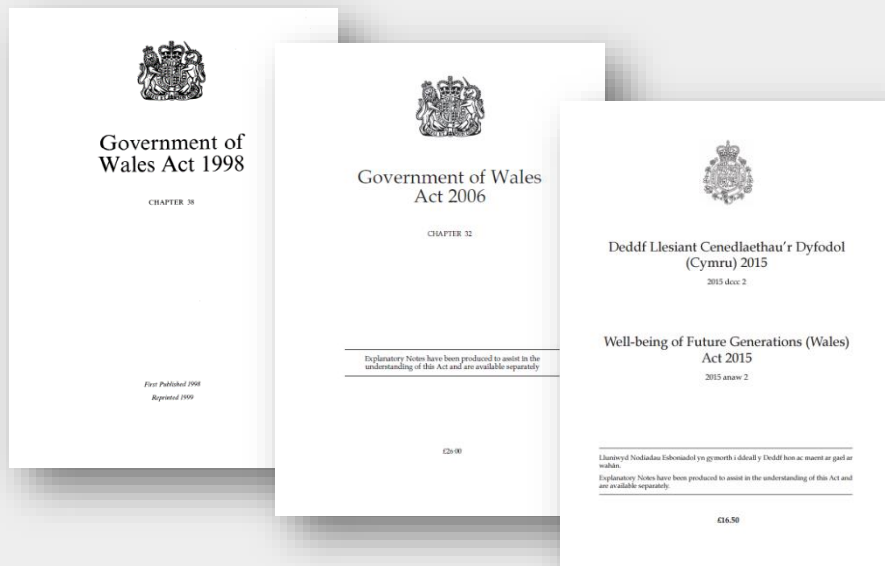 Government of
Wales Act 1998
CHAPTER 38
First Published 1998
Reprinted 1999
Government of Wales
Act 2006
CHAPTER 32
Explanatory Notes have been produced to assist in the
understanding of this Act and are available separately
£26·00
Deddf Llesiant Cenedlaethau'r Dyfodol
(Cymru) 2015
2015 dccc 2
Well-being of Future Generations (Wales)
Act 2015
2015 anaw 2
Lluniwyd Nodiadau Esboniadol yn gymorth i ddeall y Deddf hon ac maent ar gael ar
wahân.
Explanatory Notes have been produced to assist in the understanding of this Act and
are available separately.
£16.50